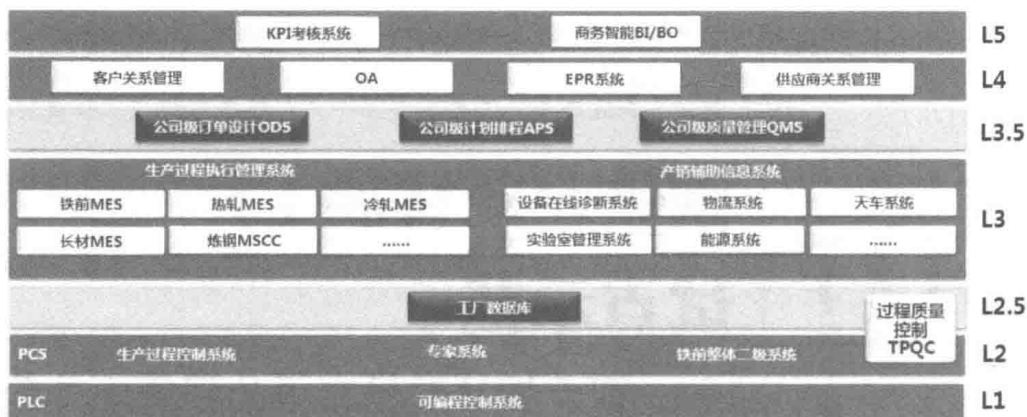 KPI考核系统 商务智能BI/BO L5
客户关系管理 OA EPR系统 供应商关系管理 L4
公司级订单设计ODS 公司级计划排程APS 公司级质量管理QMS L3.5
生产过程执行管理系统 产销辅助信息系统
铁前MES 热轧MES 冷轧MES 设备在线诊断系统 物流系统 天车系统
L3
长材MES 炼钢MSCC …… 实验室管理系统 能源系统 ……
工厂数据库 L2.5
过程质量
控制
TPQC
PCS 生产过程控制系统 专家系统 铁前整体二级系统 L2
PLC 可编程控制系统 L1